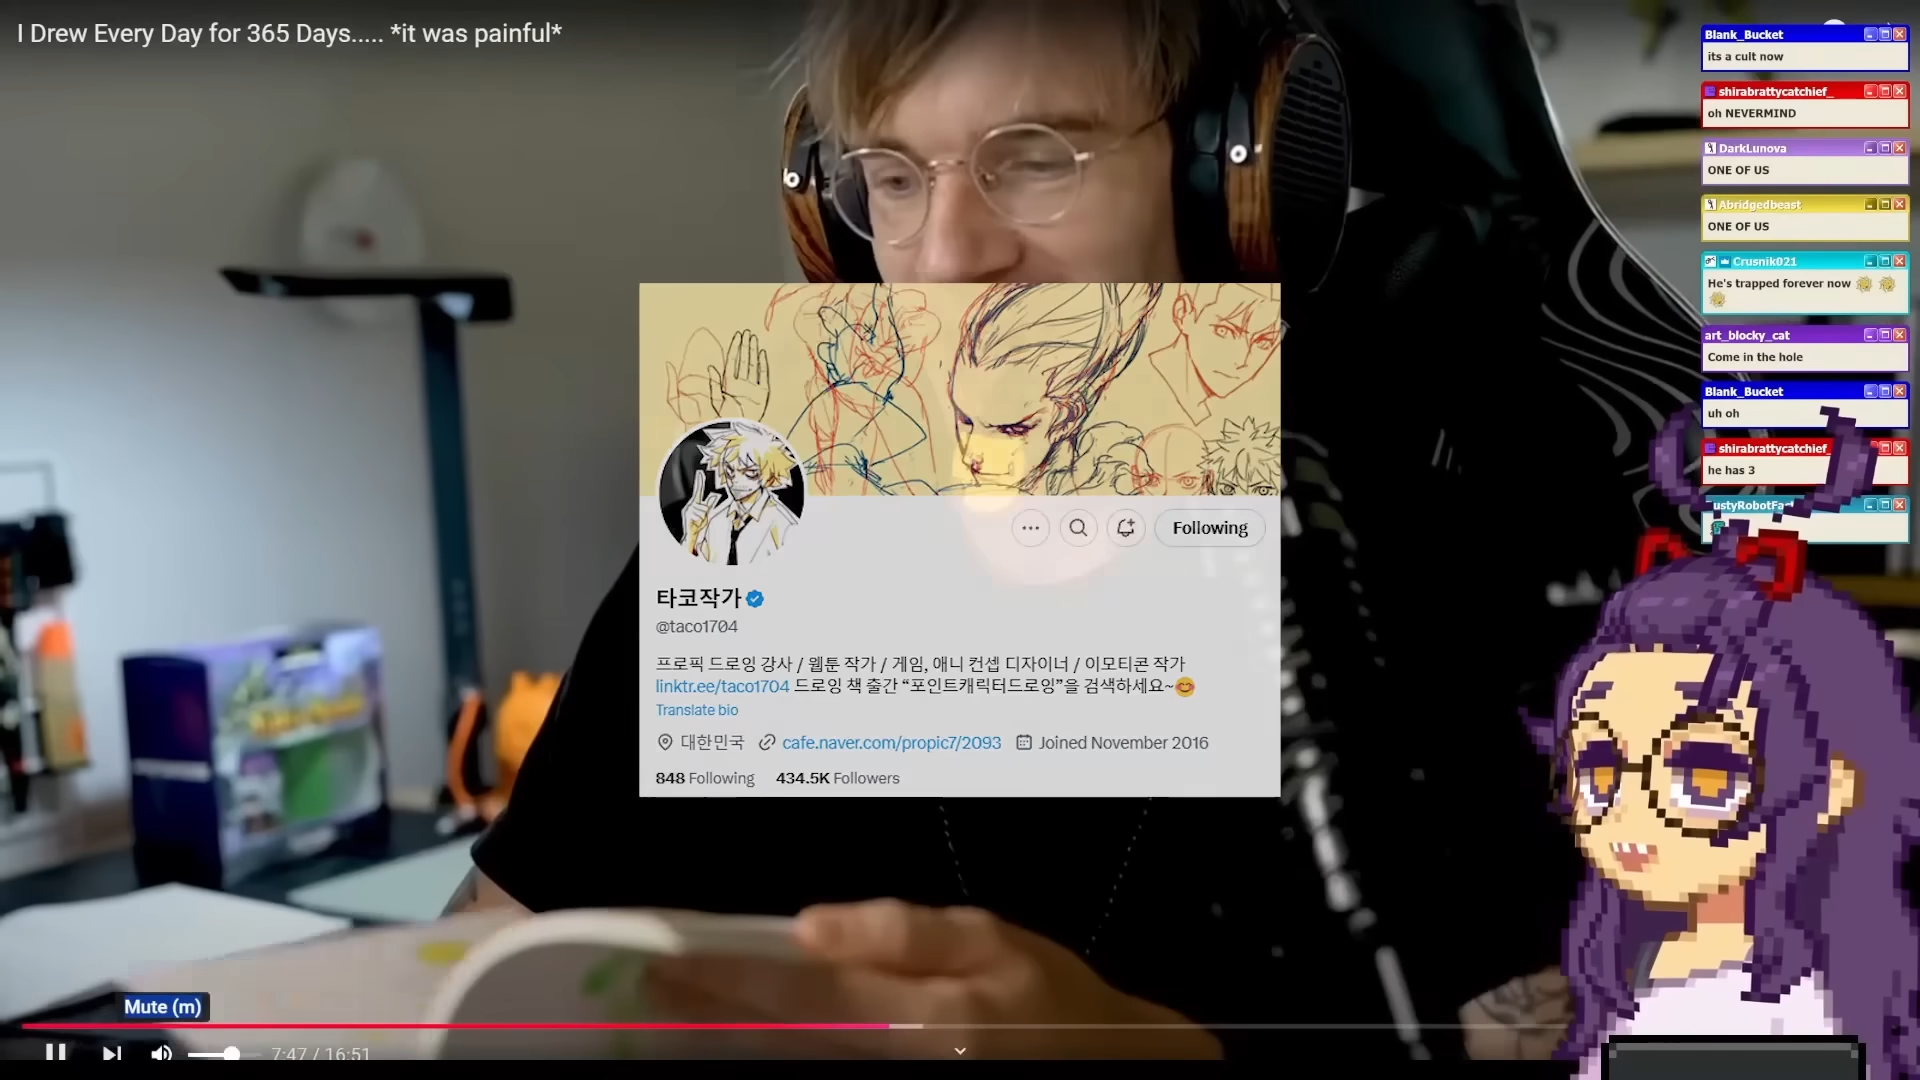 I Drew Every Day for 365 Days..... *it was painful*
Blank_Bucket
its a cult now
shirabrattycatchief_
oh NEVERMIND
DarkLunova
ONE OF US
Abridgedbeast
ONE OF US
Crusnik021
He's trapped forever now
art_blocky_cat
Come in the hole
Blank_Bucket
uh oh
shirabrattycatchief_
he has 3
Following
타코작가
@taco1704
프로픽 드로잉 강사 / 웹툰 작가 / 게임, 애니 컨셉 디자이너 / 이모티콘 작가
linktr.ee/taco1704 드로잉 책 출간 “포인트캐릭터드로잉”을 검색하세요~😊
Translate bio
대한민국 cafe.naver.com/propic7/2093 Joined November 2016
848 Following 434.5K Followers
Mute (m)
7:47 / 16:51